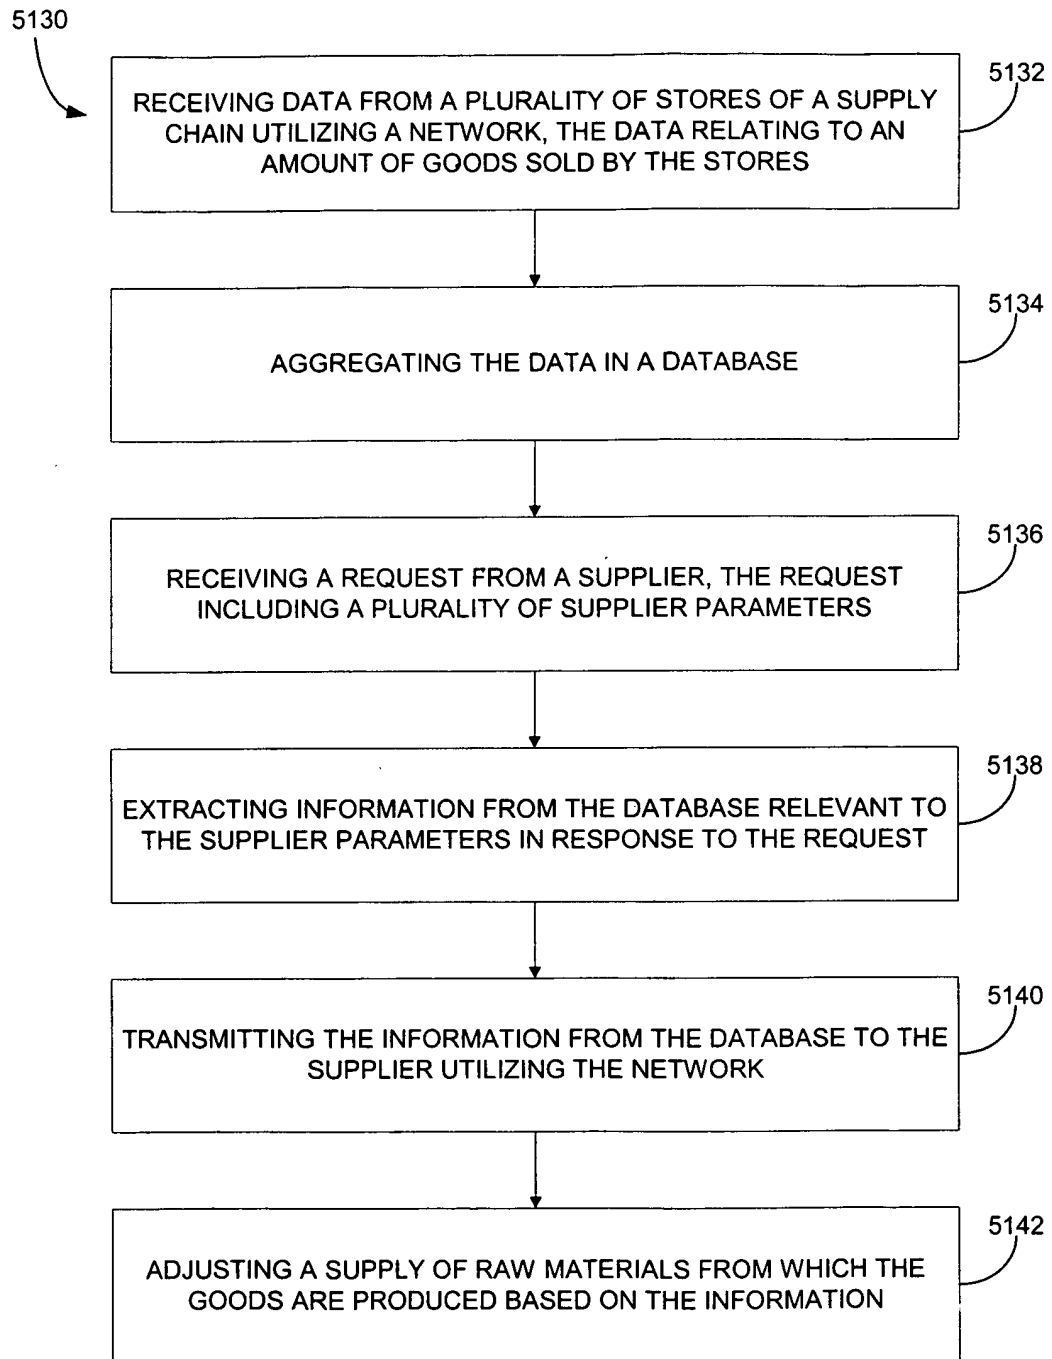 5130
5132
RECEIVING DATA FROM A PLURALITY OF STORES OF A SUPPLY
CHAIN UTILIZING A NETWORK, THE DATA RELATING TO AN
AMOUNT OF GOODS SOLD BY THE STORES
5134
AGGREGATING THE DATA IN A DATABASE
5136
RECEIVING A REQUEST FROM A SUPPLIER, THE REQUEST
INCLUDING A PLURALITY OF SUPPLIER PARAMETERS
5138
EXTRACTING INFORMATION FROM THE DATABASE RELEVANT TO
THE SUPPLIER PARAMETERS IN RESPONSE TO THE REQUEST
5140
TRANSMITTING THE INFORMATION FROM THE DATABASE TO THE
SUPPLIER UTILIZING THE NETWORK
5142
ADJUSTING A SUPPLY OF RAW MATERIALS FROM WHICH THE
GOODS ARE PRODUCED BASED ON THE INFORMATION